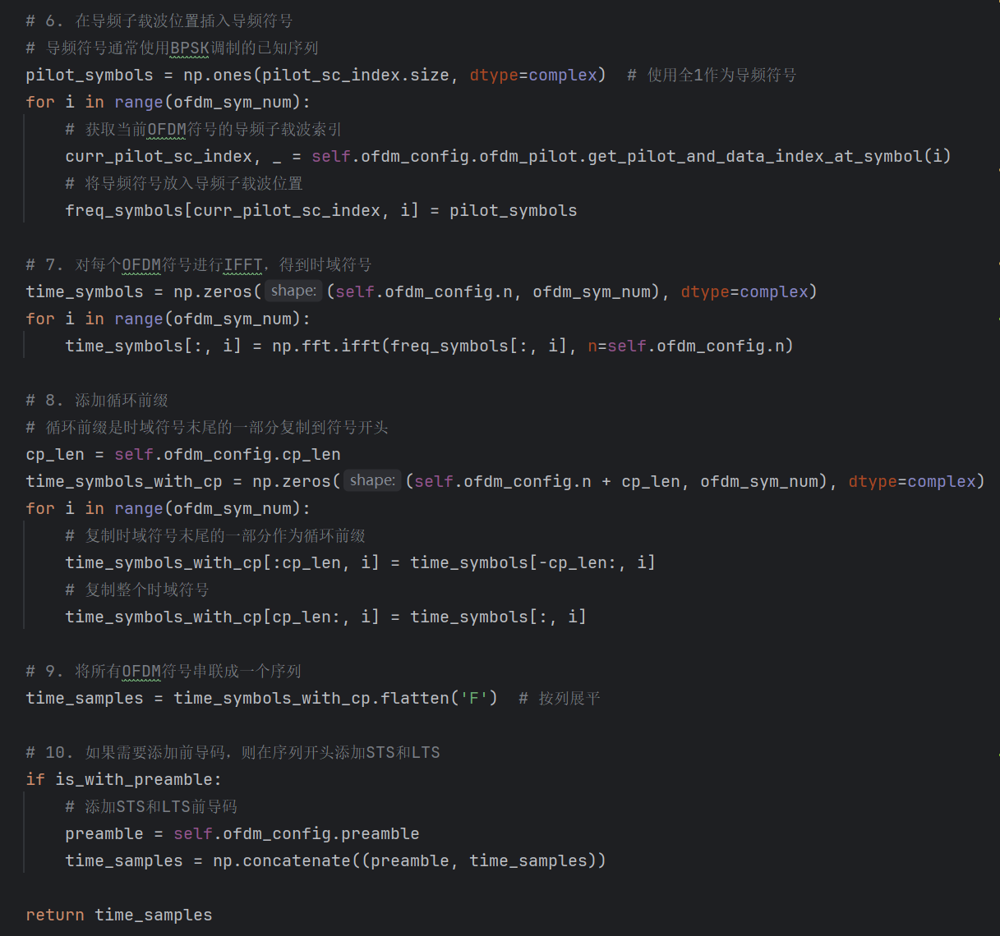 # 6. 在导频子载波位置插入导频符号
# 导频符号通常使用BPSK调制的已知序列
pilot_symbols = np.ones(pilot_sc_index.size, dtype=complex)  # 使用全1作为导频符号
for i in range(ofdm_sym_num):
    # 获取当前OFDM符号的导频子载波索引
    curr_pilot_sc_index, _ = self.ofdm_config.ofdm_pilot.get_pilot_and_data_index_at_symbol(i)
    # 将导频符号放入导频子载波位置
    freq_symbols[curr_pilot_sc_index, i] = pilot_symbols

# 7. 对每个OFDM符号进行IFFT，得到时域符号
time_symbols = np.zeros( shape: (self.ofdm_config.n, ofdm_sym_num), dtype=complex)
for i in range(ofdm_sym_num):
    time_symbols[:, i] = np.fft.ifft(freq_symbols[:, i], n=self.ofdm_config.n)

# 8. 添加循环前缀
# 循环前缀是时域符号末尾的一部分复制到符号开头
cp_len = self.ofdm_config.cp_len
time_symbols_with_cp = np.zeros( shape: (self.ofdm_config.n + cp_len, ofdm_sym_num), dtype=complex)
for i in range(ofdm_sym_num):
    # 复制时域符号末尾的一部分作为循环前缀
    time_symbols_with_cp[:cp_len, i] = time_symbols[-cp_len:, i]
    # 复制整个时域符号
    time_symbols_with_cp[cp_len:, i] = time_symbols[:, i]

# 9. 将所有OFDM符号串联成一个序列
time_samples = time_symbols_with_cp.flatten('F')  # 按列展平

# 10. 如果需要添加前导码，则在序列开头添加STS和LTS
if is_with_preamble:
    # 添加STS和LTS前导码
    preamble = self.ofdm_config.preamble
    time_samples = np.concatenate((preamble, time_samples))

return time_samples